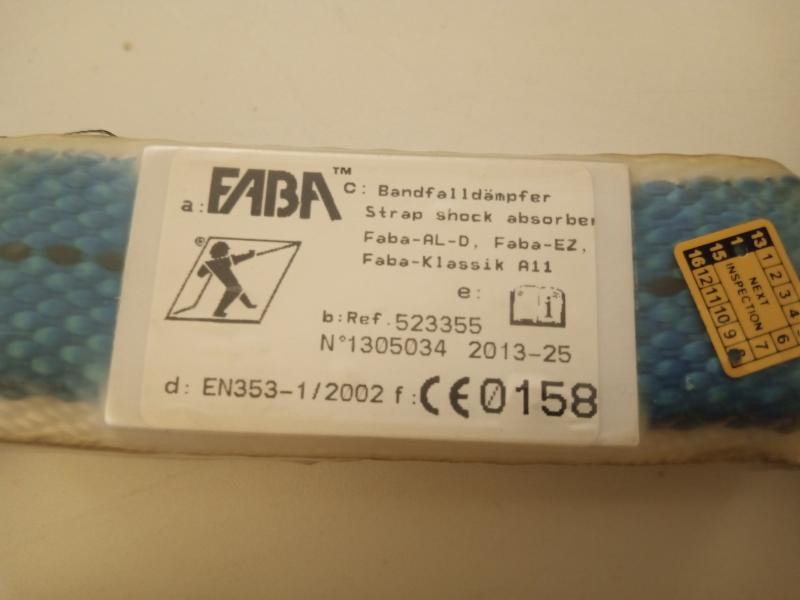 a: FABA™
c: Bandfalldämpfer
Strap shock absorber
Faba-AL-D, Faba-EZ,
Faba-Klassik A11
©
e: i
b: Ref. 523355
N°1305034 2013-25
d: EN353-1/2002 f: CE0158
NEXT
INSPECTION
13
15
16
1 2 3 4
6 7
8 9 10 11 12